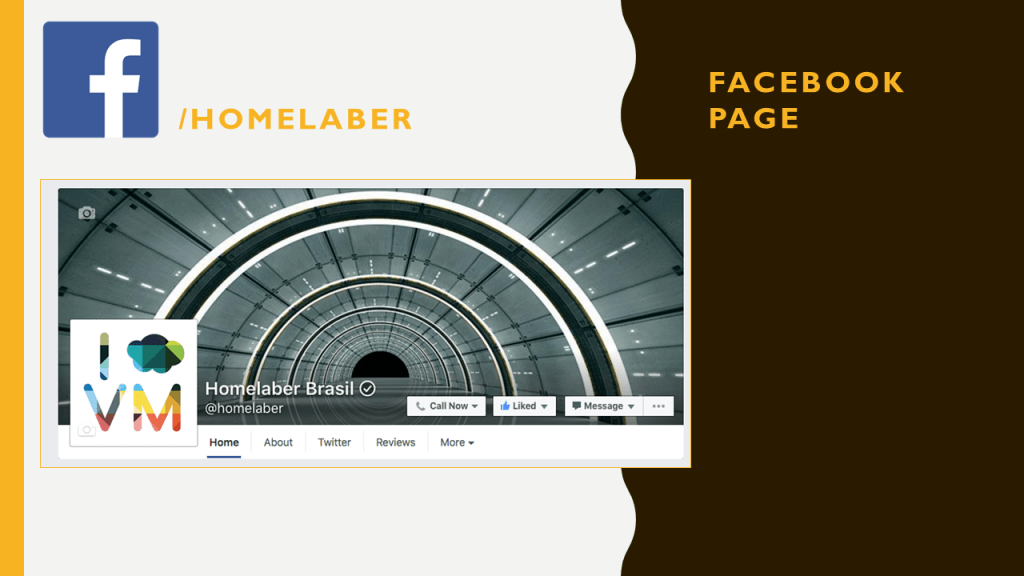 f
/HOMELABER
FACEBOOK
PAGE
I
VM
Homelaber Brasil
@homelaber
Call Now
Liked
Message
Home
About
Twitter
Reviews
More